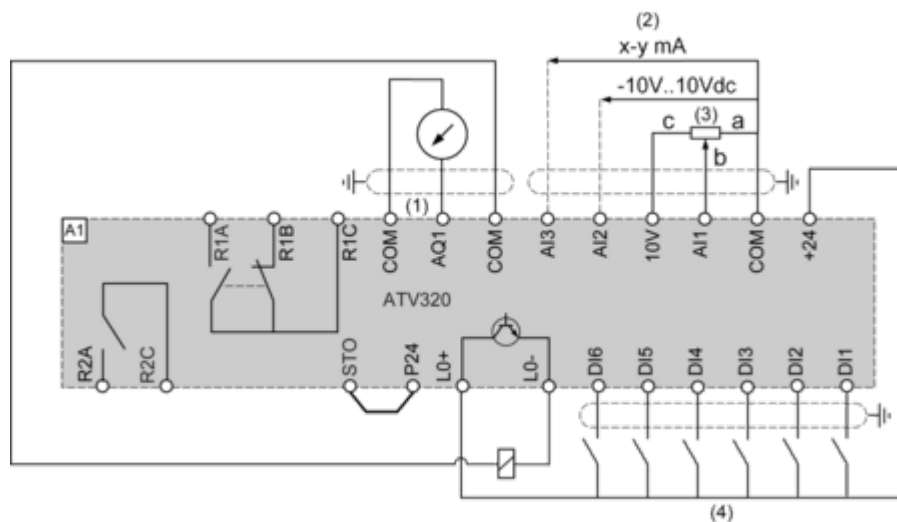 (2)
x-y mA
-10V..10Vdc
c
(3)
a
b
(1)
A1
R1A
R1B
R1C
COM
AQ1
COM
AI3
AI2
10V
AI1
COM
+24
ATV320
R2A
R2C
STO
P24
L0+
L0-
DI6
DI5
DI4
DI3
DI2
DI1
(4)